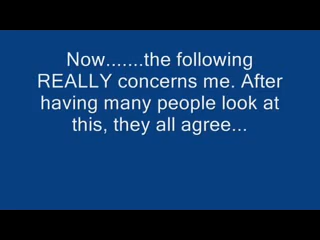 Now.......the following
REALLY concerns me. After
having many people look at
this, they all agree...